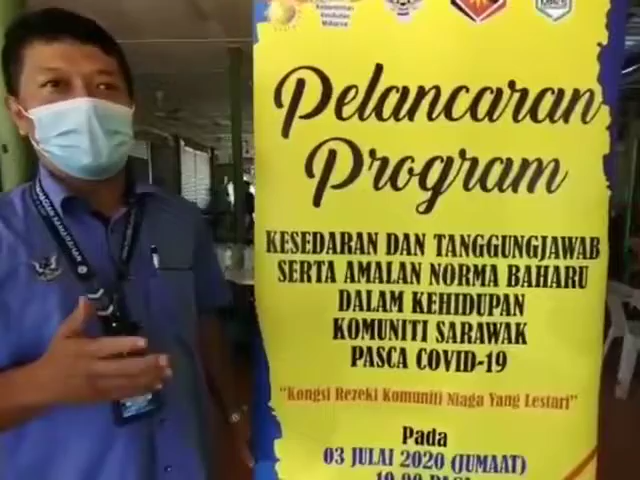 Pelancaran
Program
KESEDARAN DAN TANGGUNGJAWAB
SERTA AMALAN NORMA BAHARU
DALAM KEHIDUPAN
KOMUNITI SARAWAK
PASCA COVID-19
"Kongsi Rezeki Komuniti Niaga Yang Lestari"
Pada
03 JULAI 2020 (JUMAAT)